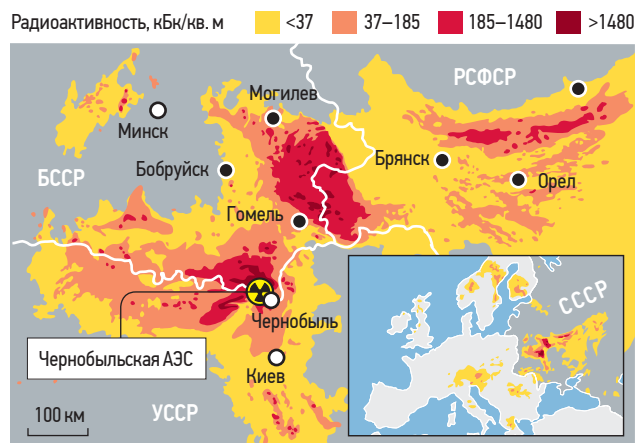 Радиоактивность, кБк/кв. м <37 37–185 185–1480 >1480
РСФСР
Могилев
Минск
Брянск
Бобруйск
БССР
Орел
Гомель
СССР
Чернобыль
Чернобыльская АЭС
Киев
100 км
УССР